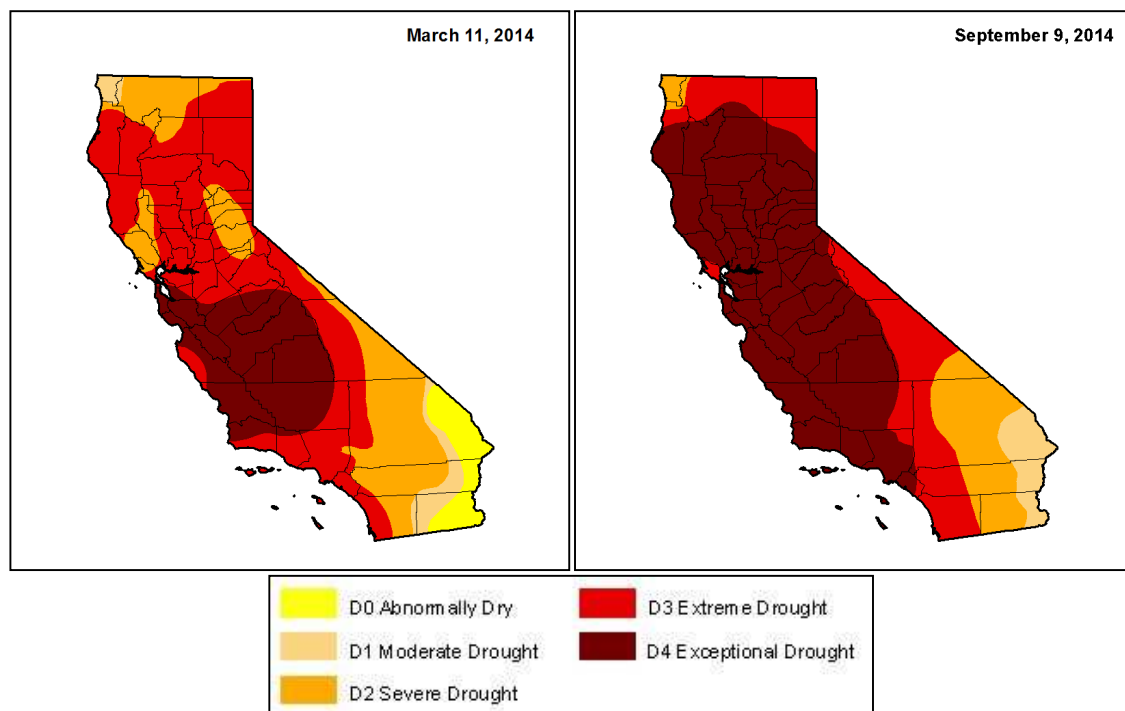 March 11, 2014
September 9, 2014
D0 Abnormally Dry
D1 Moderate Drought
D2 Severe Drought
D3 Extreme Drought
D4 Exceptional Drought